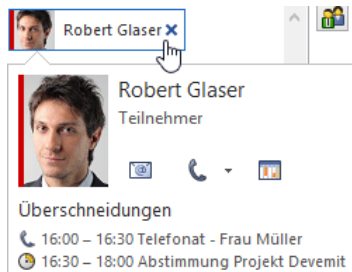 Robert Glaser
Robert Glaser
Teilnehmer
Überschneidungen
16:00 – 16:30 Telefonat - Frau Müller
16:30 – 18:00 Abstimmung Projekt Devemit